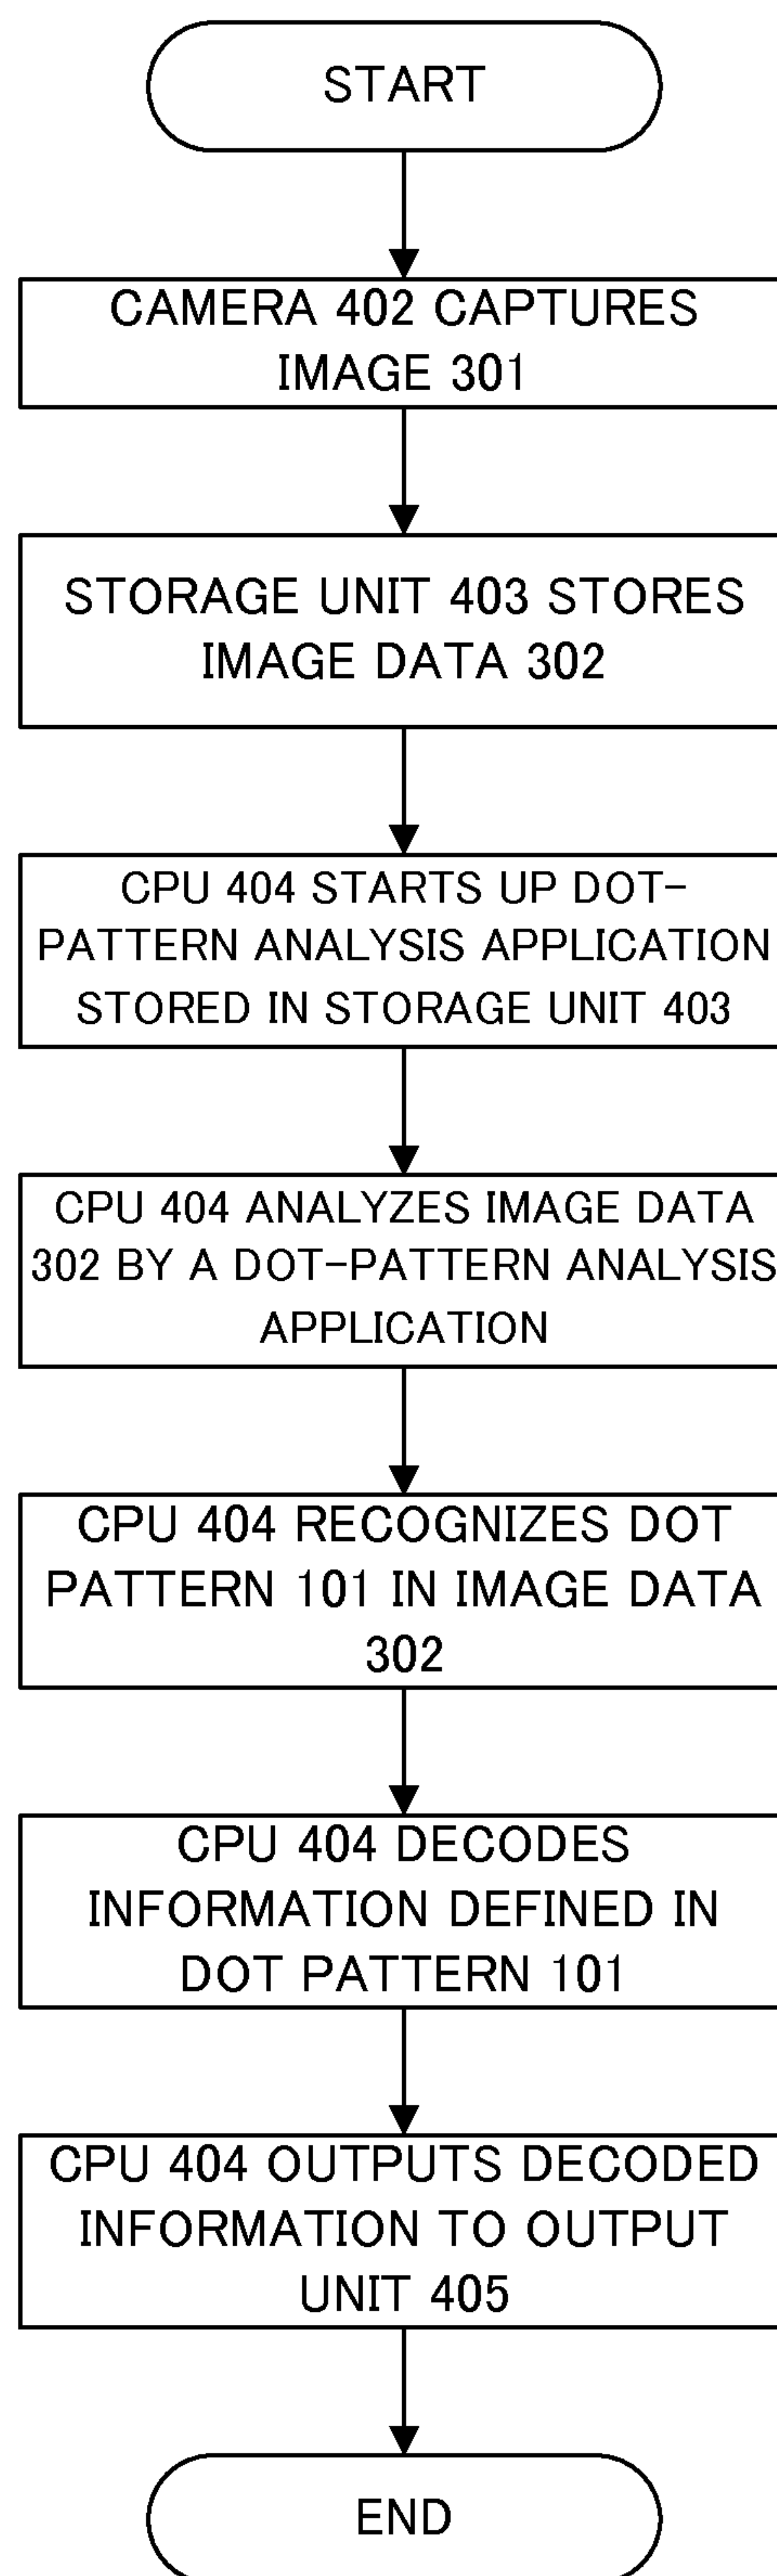 START
CAMERA 402 CAPTURES
IMAGE 301
STORAGE UNIT 403 STORES
IMAGE DATA 302
CPU 404 STARTS UP DOT-
PATTERN ANALYSIS APPLICATION
STORED IN STORAGE UNIT 403
CPU 404 ANALYZES IMAGE DATA
302 BY A DOT-PATTERN ANALYSIS
APPLICATION
CPU 404 RECOGNIZES DOT
PATTERN 101 IN IMAGE DATA
302
CPU 404 DECODES
INFORMATION DEFINED IN
DOT PATTERN 101
CPU 404 OUTPUTS DECODED
INFORMATION TO OUTPUT
UNIT 405
END